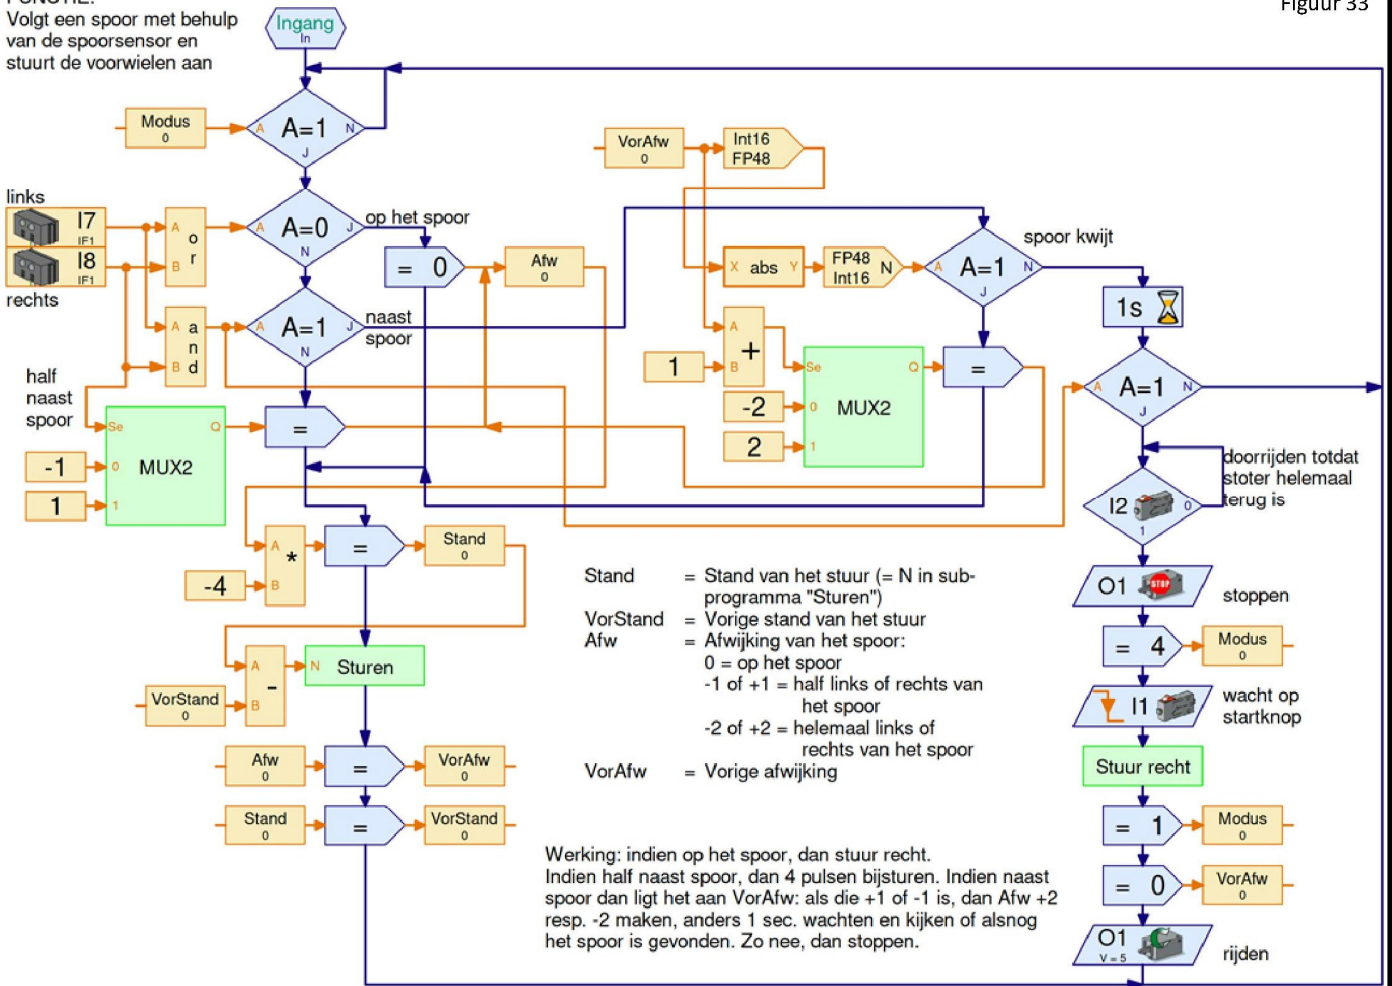 FUNCTIE:
Volgt een spoor met behulp
van de spoorsensor en
stuurt de voorwielen aan
Figuur 33
Ingang
In
Modus
0
A
A=1
N
J
links
I7
IF1
I8
IF1
rechts
A
o
r
B
A
A=0
J
N
op het spoor
= 0
Afw
0
A
a
n
d
B
A
A=1
J
N
naast
spoor
half
naast
spoor
Se
Q
-1
0
MUX2
1
1
=
VorAfw
0
Int16
FP48
X abs Y
FP48
Int16
N
A
A=1
N
J
spoor kwijt
1s
A
+
1
B
Se
Q
-2
0
MUX2
2
1
=
A
A=1
N
J
doorrijden totdat
stoter helemaal
terug is
I2
0
1
A
*
-4
B
=
Stand
0
A
-
VorStand
0
B
N
Sturen
Afw
0
=
VorAfw
0
Stand
0
=
VorStand
0
Stand = Stand van het stuur (= N in sub-
programma "Sturen")
VorStand = Vorige stand van het stuur
Afw = Afwijking van het spoor:
0 = op het spoor
-1 of +1 = half links of rechts van
het spoor
-2 of +2 = helemaal links of
rechts van het spoor
VorAfw = Vorige afwijking
Werking: indien op het spoor, dan stuur recht.
Indien half naast spoor, dan 4 pulsen bijsturen. Indien naast
spoor dan ligt het aan VorAfw: als die +1 of -1 is, dan Afw +2
resp. -2 maken, anders 1 sec. wachten en kijken of alsnog
het spoor is gevonden. Zo nee, dan stoppen.
O1
STOP
stoppen
= 4
Modus
0
I1
wacht op
startknop
Stuur recht
= 1
Modus
0
= 0
VorAfw
0
O1
V = 5
rijden